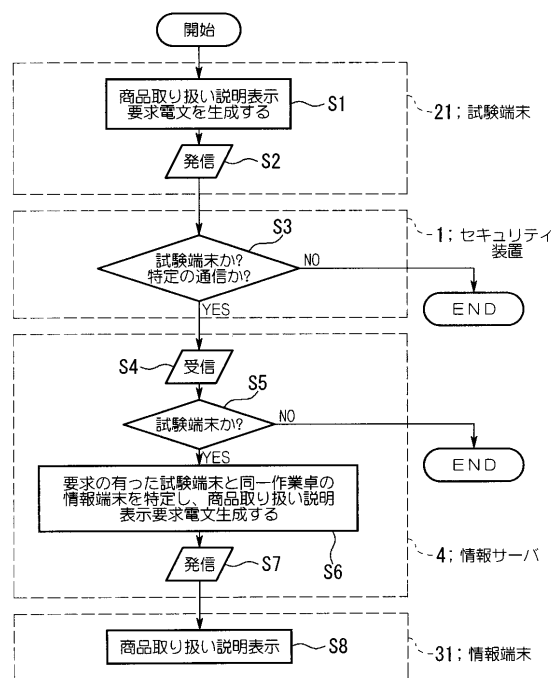 開始
商品取り扱い説明表示
要求電文を生成する
S1
21;試験端末
発信
S2
S3
1;セキュリティ
装置
試験端末か?
特定の通信か?
NO
END
YES
S4
受信
S5
試験端末か?
NO
END
YES
要求の有った試験端末と同一作業卓の
情報端末を特定し、商品取り扱い説明
表示要求電文生成する
S6
発信
S7
4;情報サーバ
商品取り扱い説明表示
S8
31;情報端末